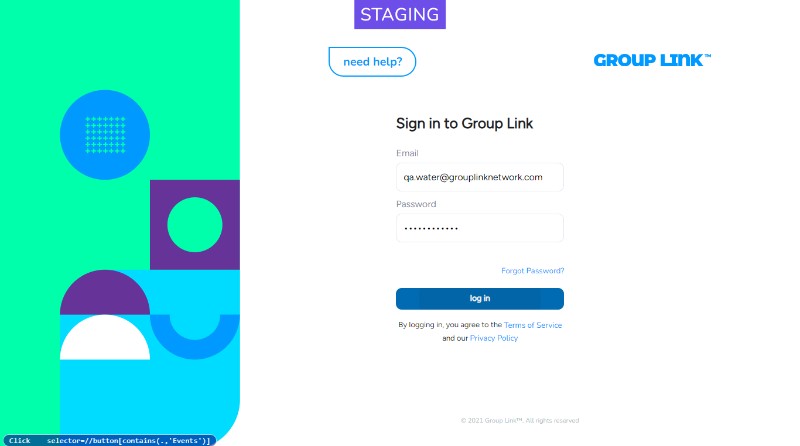 STAGING
need help?
GROUP LINK™
Sign in to Group Link
Email
qa.water@grouplinknetwork.com
Password
••••••••••••
Forgot Password?
log in
By logging in, you agree to the Terms of Service
and our Privacy Policy
© 2021 Group Link™. All rights reserved
Click selector=//button[contains(.,'Events')]